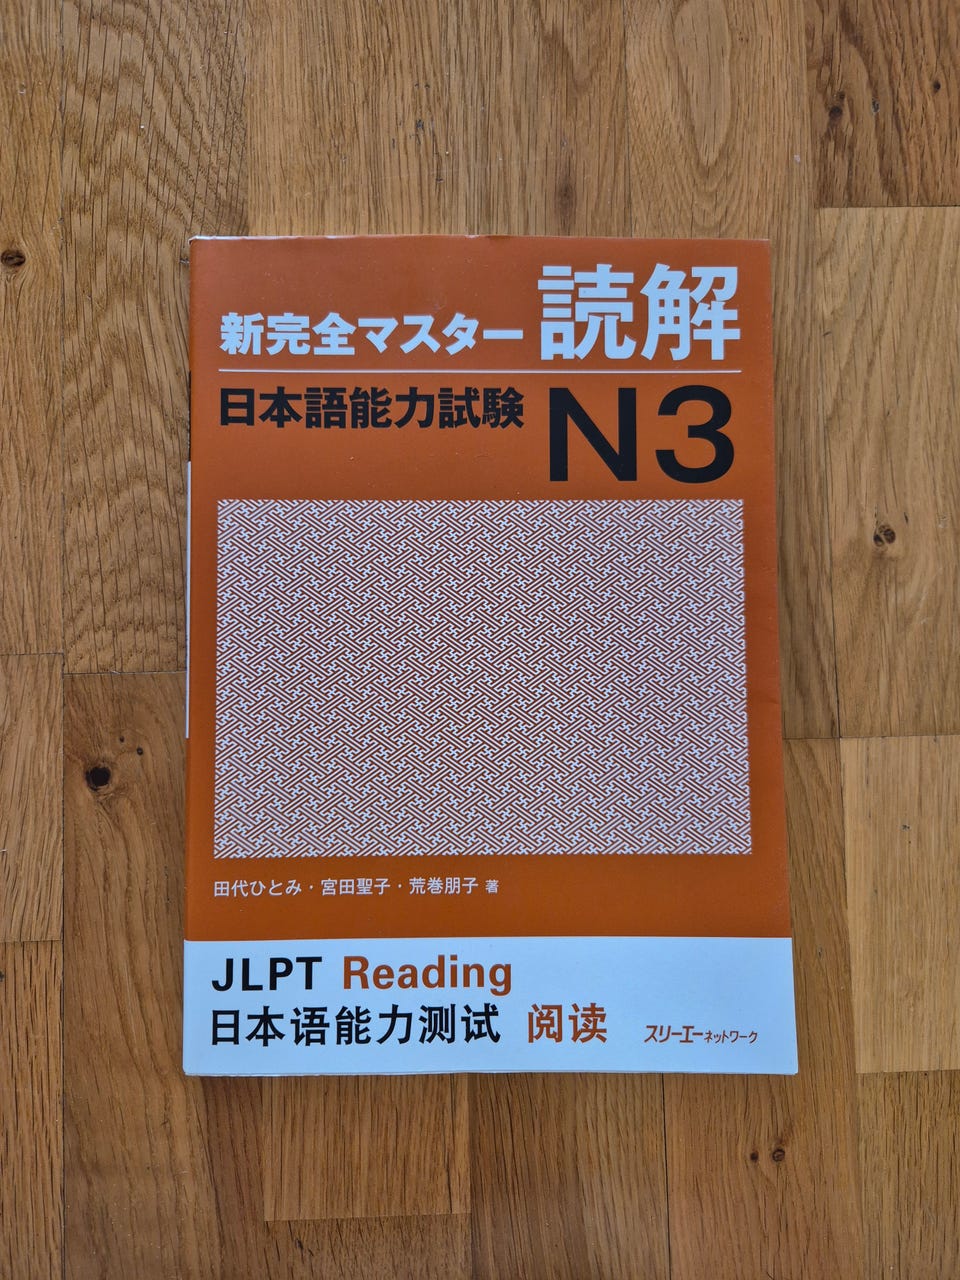 新完全マスター 読解
日本語能力試験 N3
田代ひとみ・宮田聖子・荒巻朋子 著
JLPT Reading
日本语能力测试 阅读
スリーエーネットワーク